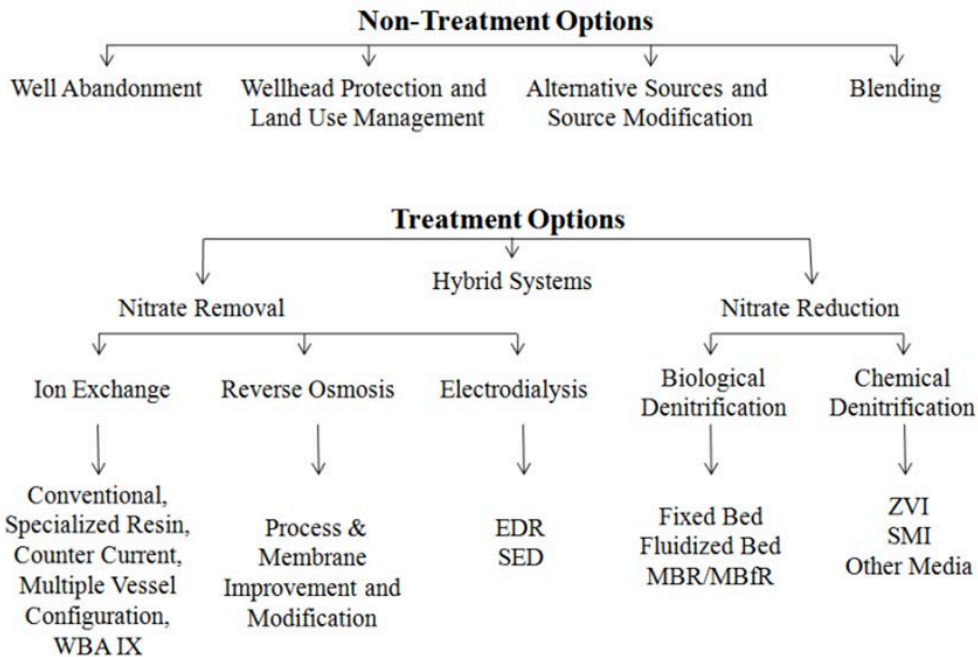 Non-Treatment Options
Well Abandonment
Wellhead Protection and
Land Use Management
Alternative Sources and
Source Modification
Blending
Treatment Options
Hybrid Systems
Nitrate Removal
Nitrate Reduction
Ion Exchange
Reverse Osmosis
Electrodialysis
Biological
Denitrification
Chemical
Denitrification
Conventional,
Specialized Resin,
Counter Current,
Multiple Vessel
Configuration,
WBA IX
Process &
Membrane
Improvement and
Modification
EDR
SED
Fixed Bed
Fluidized Bed
MBR/MBfR
ZVI
SMI
Other Media